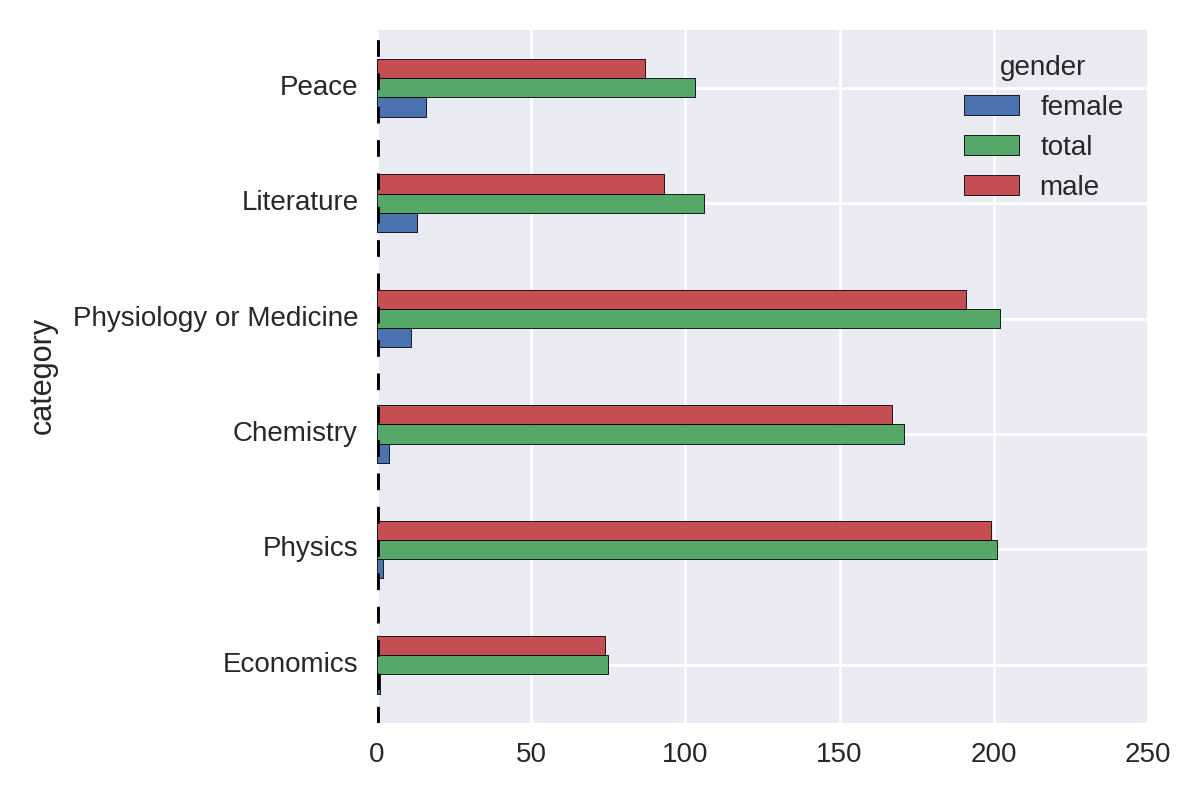 gender
female
total
male
category
Peace
Literature
Physiology or Medicine
Chemistry
Physics
Economics
0 50 100 150 200 250